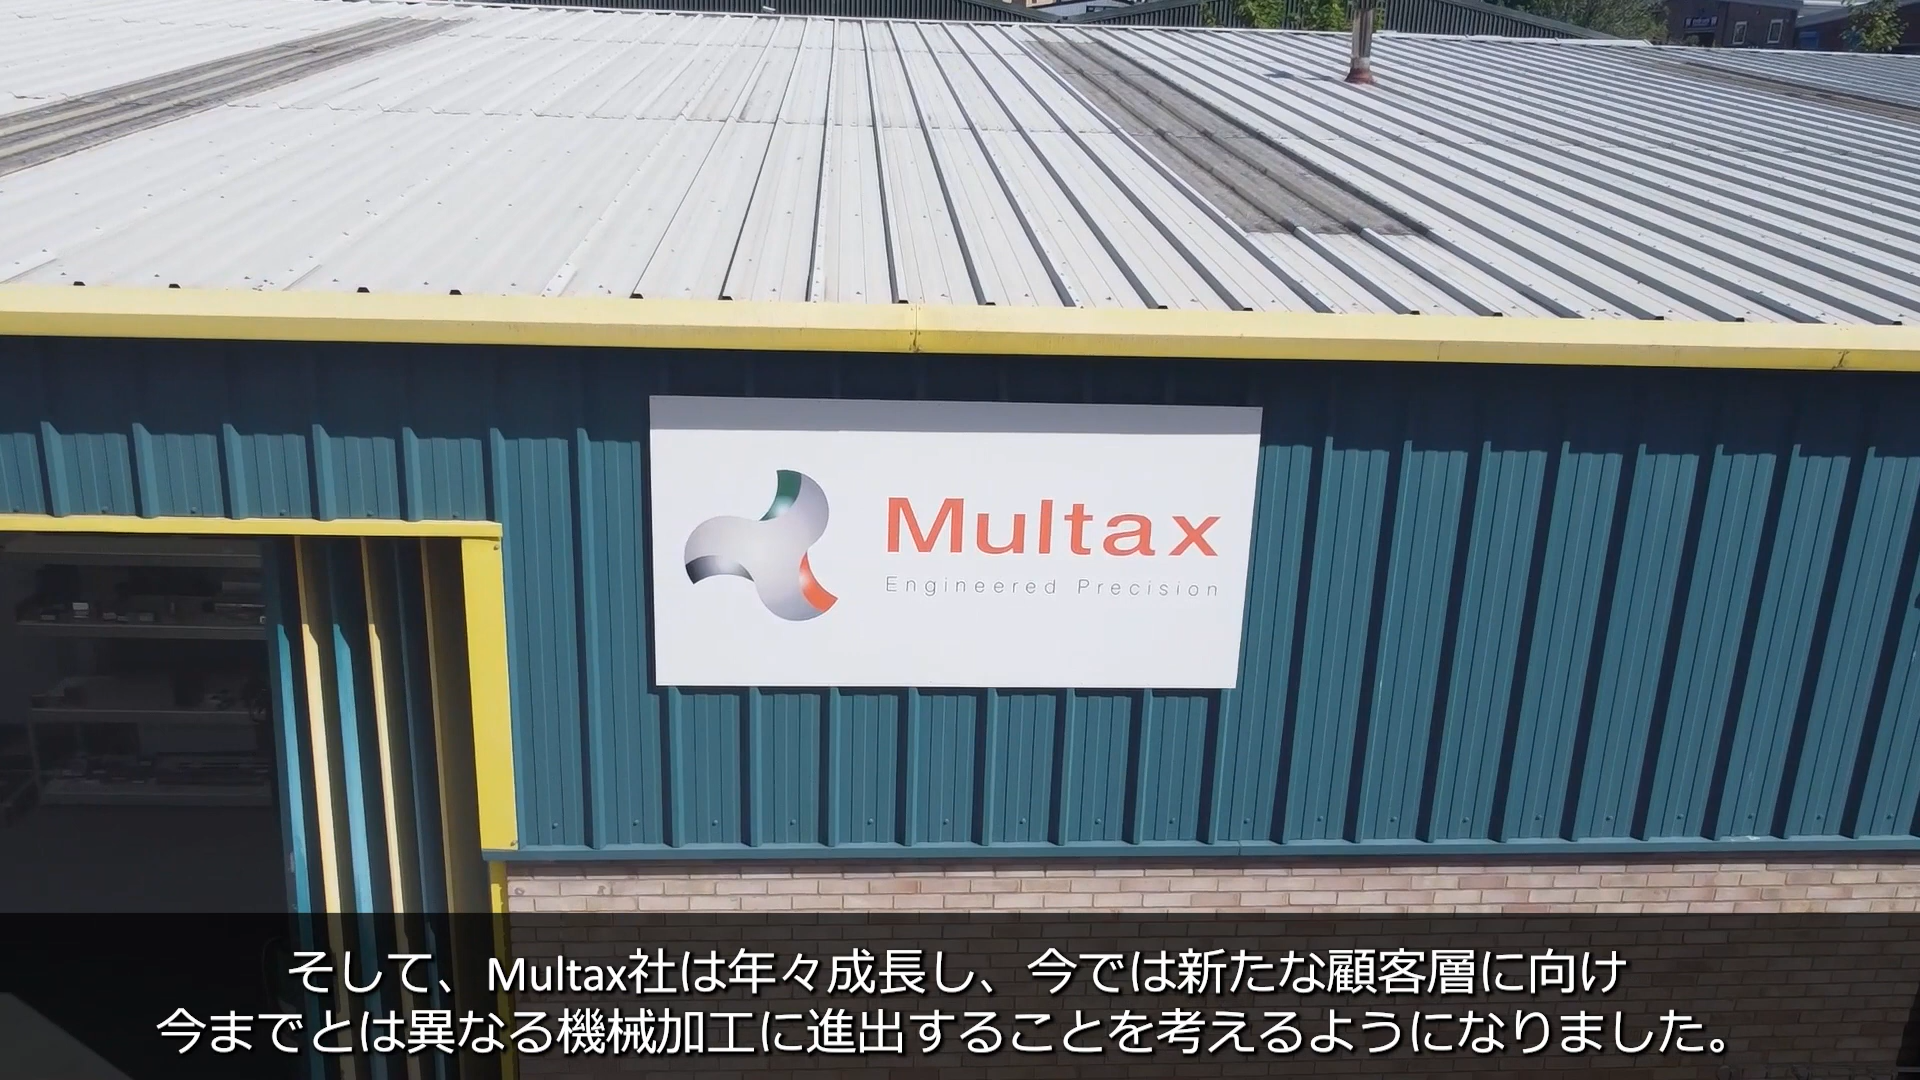 Multax
Engineered Precision
そして、Multax社は年々成長し、今では新たな顧客層に向け
今までとは異なる機械加工に進出することを考えるようになりました。